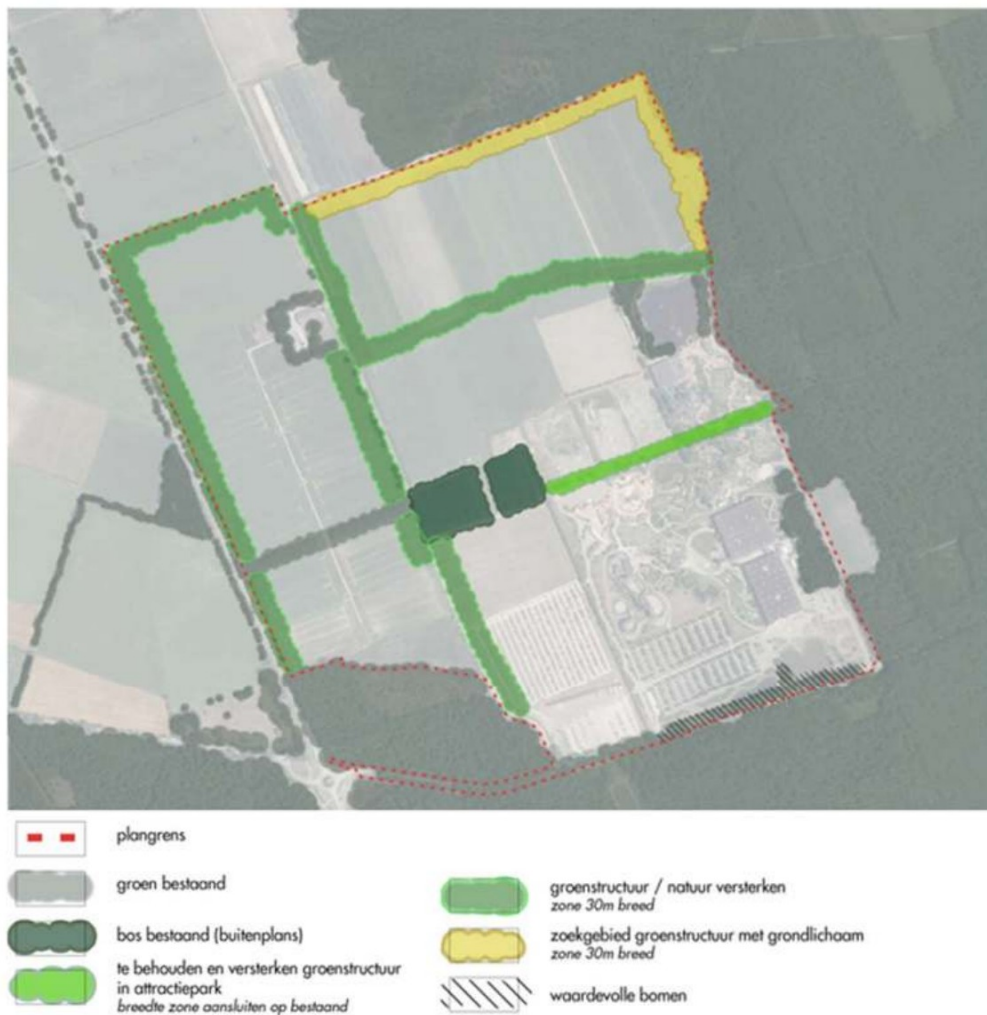 plangrens
groen bestaand
bos bestaand (buitenplans)
te behouden en versterken groenstructuur
in attractiepark
breedte zone aansluiten op bestaand
groenstructuur / natuur versterken
zone 30m breed
zoekgebied groenstructuur met grondlichaam
zone 30m breed
waardevolle bomen